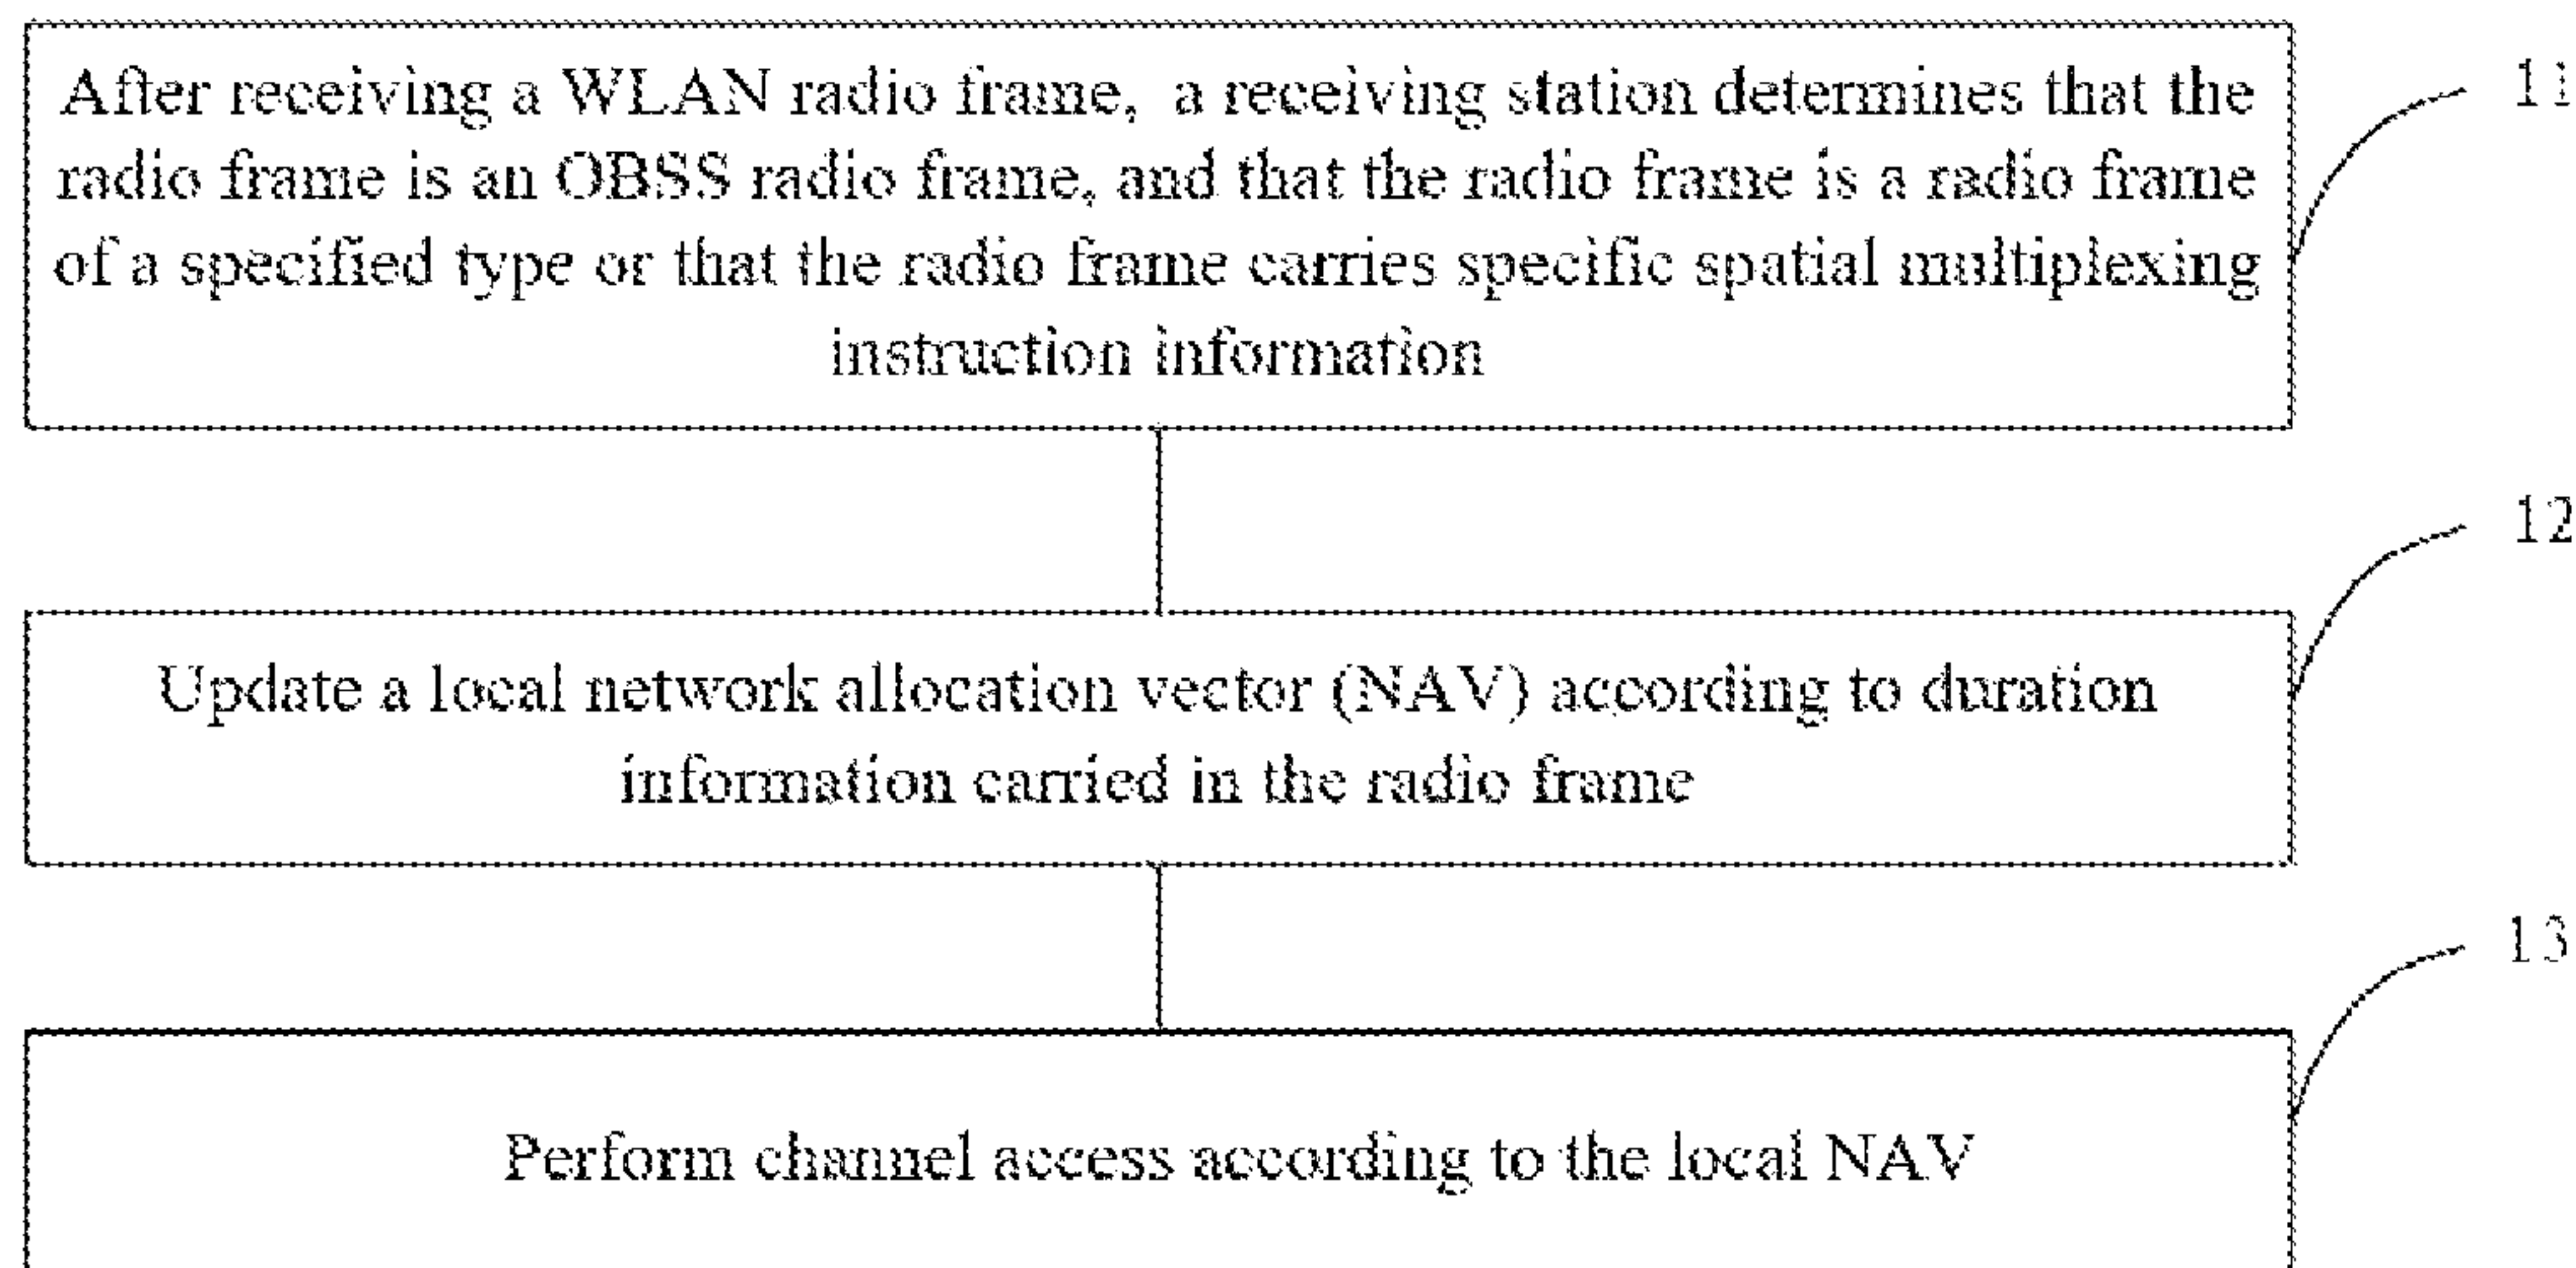 After receiving a WLAN radio frame, a receiving station determines that the
radio frame is an OBSS radio frame, and that the radio frame is a radio frame
of a specified type or that the radio frame carries specific spatial multiplexing
instruction information
11
Update a local network allocation vector (NAV) according to duration
information carried in the radio frame
12
Perform channel access according to the local NAV
13